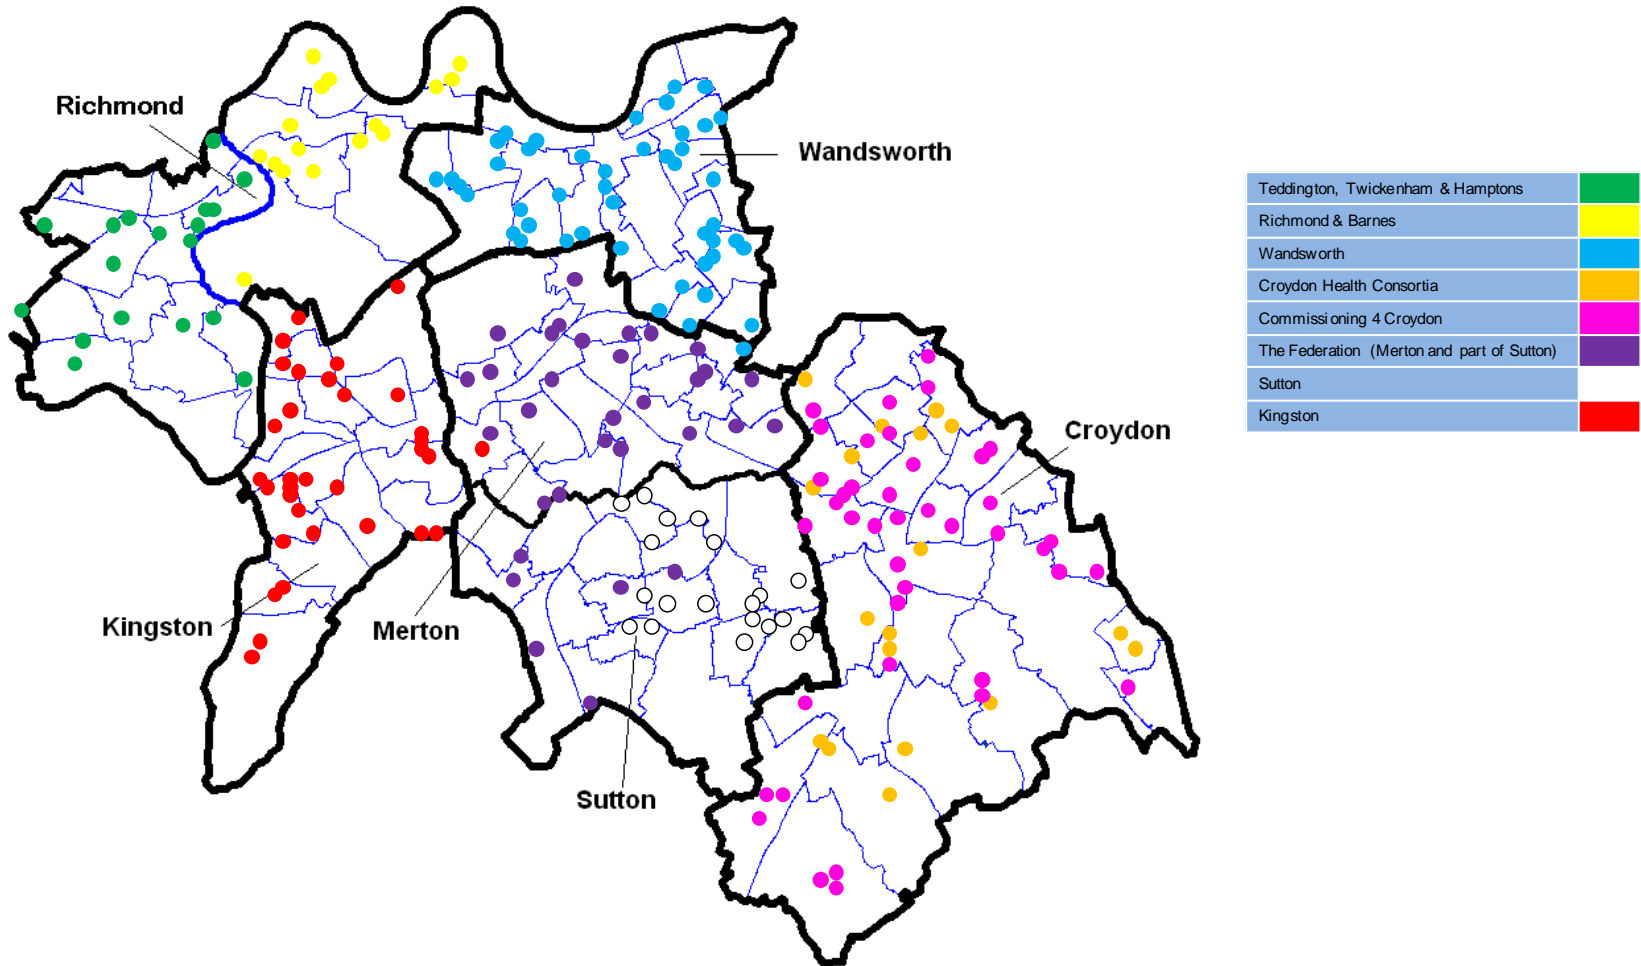 Richmond
Wandsworth
Croydon
Kingston
Merton
Sutton
Teddington, Twickenham & Hamptons
Richmond & Barnes
Wandsworth
Croydon Health Consortia
Commissioning 4 Croydon
The Federation (Merton and part of Sutton)
Sutton
Kingston